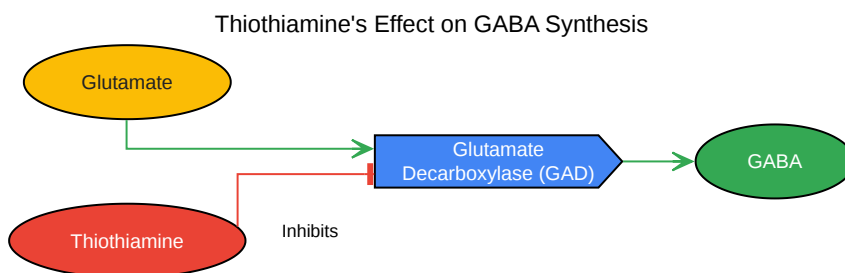 Thiothiamine's Effect on GABA Synthesis
Glutamate
Glutamate
Decarboxylase (GAD)
GABA
Thiothiamine
Inhibits